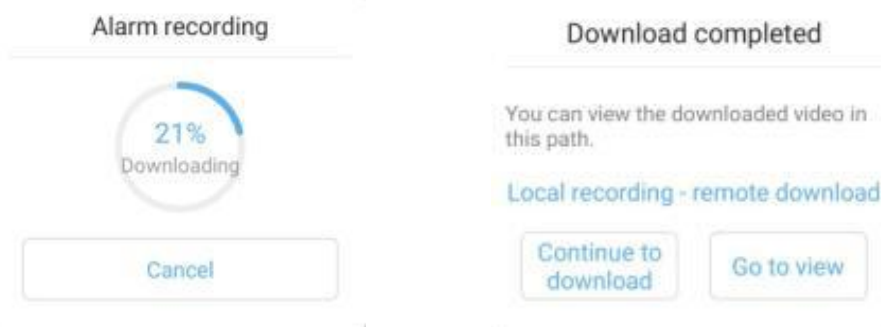 Alarm recording
21%
Downloading
Cancel
Download completed
You can view the downloaded video in
this path.
Local recording - remote download
Continue to
download
Go to view